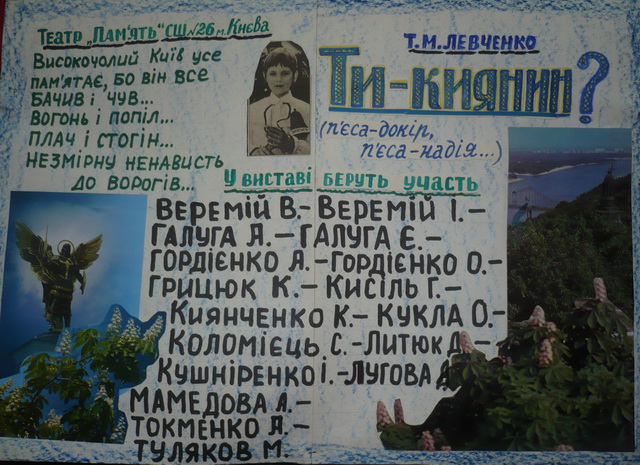 Театр „Пам'ять" СШ №26 м. Києва
Високочолий Київ усе
пам'ятає, бо він все
бачив і чув...
Вогонь і попіл...
Плач і стогін...
Незмірну ненависть
до ворогів...
Т.М. ЛЕВЧЕНКО
Ти - киянин?
(п'єса-докір,
п'єса-надія...)
У виставі беруть участь
Веремій В. – Веремій І. –
Галуга Л. – Галуга Є. –
Гордієнко А. – Гордієнко О. –
Грицюк К. – Кисіль Г. –
Киянченко К. – Кукла О. –
Коломієць С. – Литюк Д. –
Кушніренко І. – Лугова
Мамедова А. –
Токменко Л. –
Туляков М.